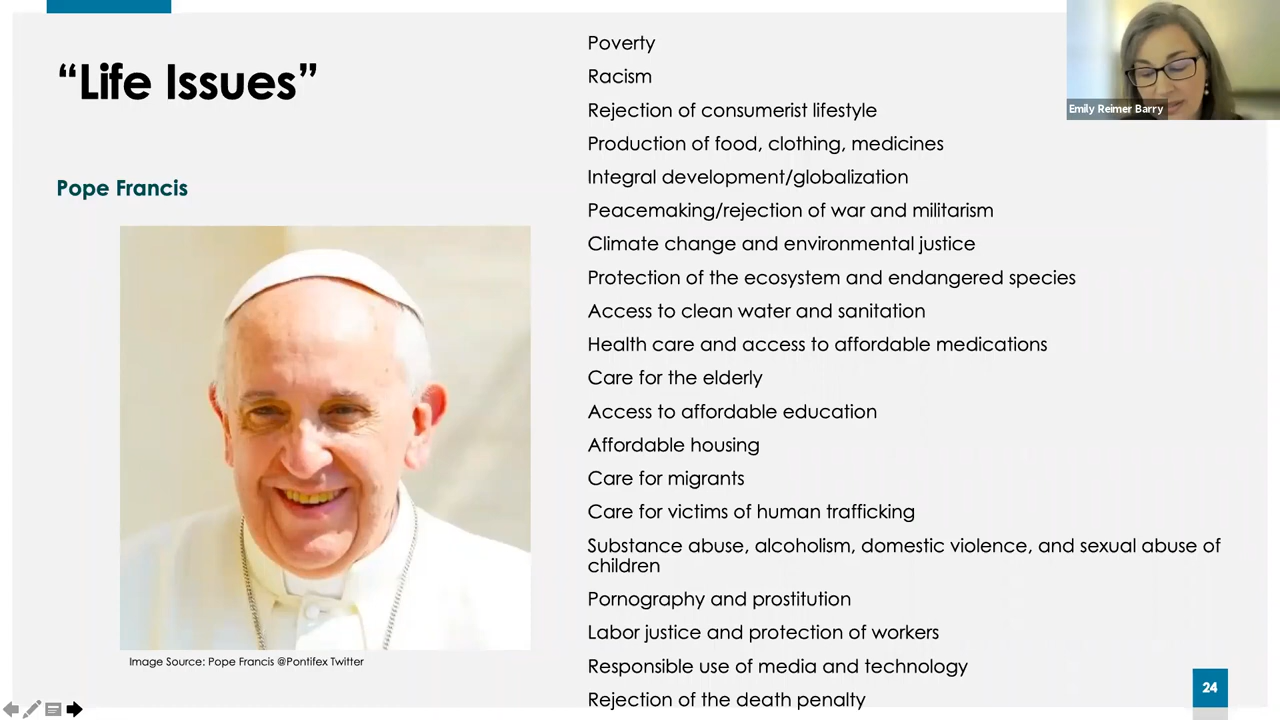 “Life Issues”
Pope Francis
Image Source: Pope Francis @Pontifex Twitter
Poverty
Racism
Rejection of consumerist lifestyle
Production of food, clothing, medicines
Integral development/globalization
Peacemaking/rejection of war and militarism
Climate change and environmental justice
Protection of the ecosystem and endangered species
Access to clean water and sanitation
Health care and access to affordable medications
Care for the elderly
Access to affordable education
Affordable housing
Care for migrants
Care for victims of human trafficking
Substance abuse, alcoholism, domestic violence, and sexual abuse of
children
Pornography and prostitution
Labor justice and protection of workers
Responsible use of media and technology
Rejection of the death penalty
Emily Reimer Barry
24